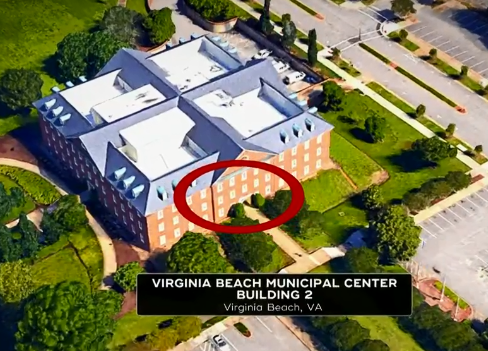 VIRGINIA BEACH MUNICIPAL CENTER
BUILDING 2
Virginia Beach, VA